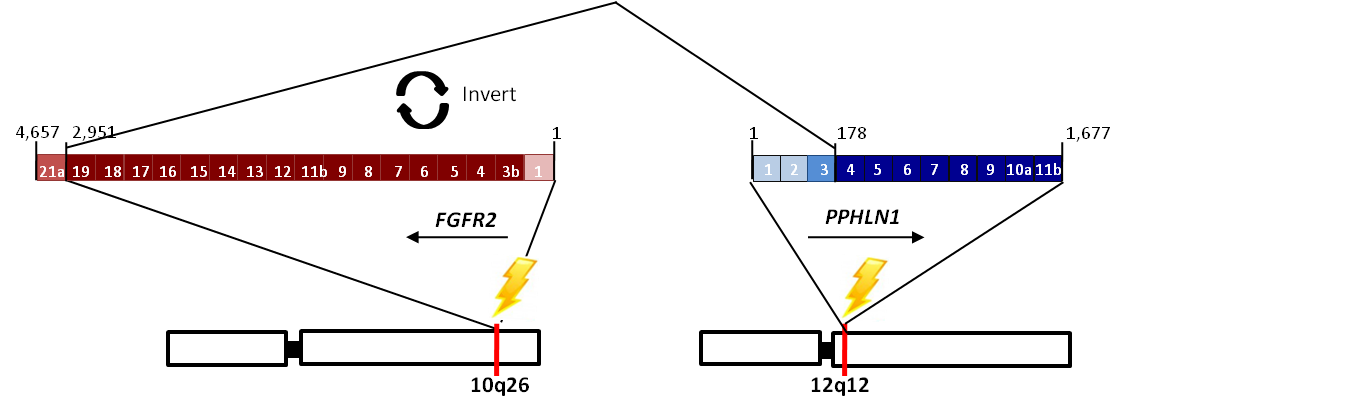 Invert
4,657 2,951 1 1 178 1,677
21a 19 18 17 16 15 14 13 12 11b 9 8 7 6 5 4 3b 1 1 2 3 4 5 6 7 8 9 10a 11b
FGFR2 PPHLN1
10q26 12q12